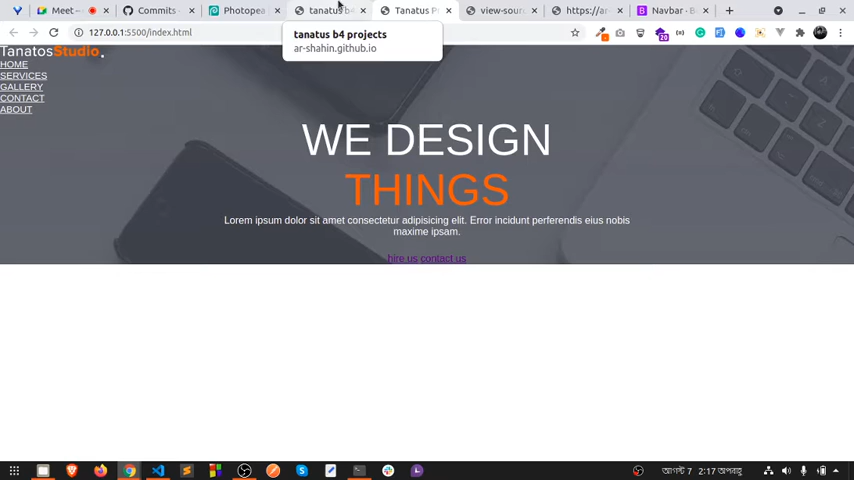 Meet –
Commits ·
Photopea
tanatus b4
Tanatus P
view-sour
https://ar-
Navbar · B
127.0.0.1:5500/index.html
20
tanatus b4 projects
ar-shahin.github.io
TanatosStudio.
HOME
SERVICES
GALLERY
CONTACT
ABOUT
WE DESIGN
THINGS
Lorem ipsum dolor sit amet consectetur adipisicing elit. Error incidunt perferendis eius nobis
maxime ipsam.
hire us contact us
আগস্ট 7 2:17 অপরাহ্ণ